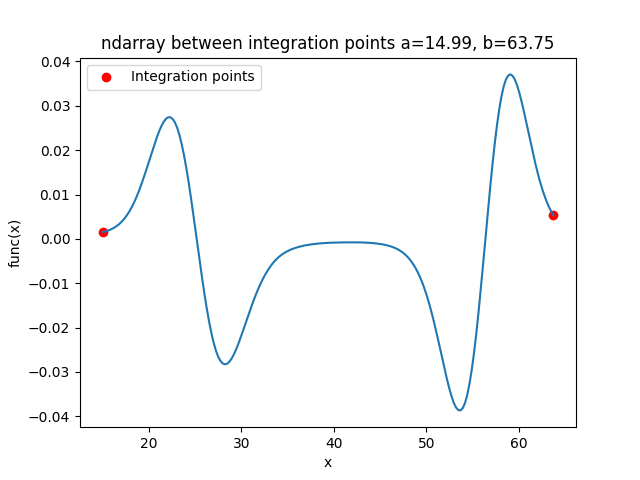 ndarray between integration points a=14.99, b=63.75
Integration points
0.04
0.03
0.02
0.01
0.00
−0.01
−0.02
−0.03
−0.04
func(x)
20 30 40 50 60
x